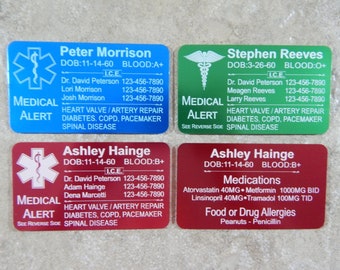 Peter Morrison
DOB:11-14-60 BLOOD:A+
I.C.E.
Dr. David Peterson 123-456-7890
Lori Morrison 123-456-7890
Josh Morrison 123-456-7890
MEDICAL ALERT
HEART VALVE / ARTERY REPAIR
DIABETES, COPD, PACEMAKER
SPINAL DISEASE
Stephen Reeves
DOB:3-26-60 BLOOD:O+
I.C.E.
Dr. David Peterson 123-456-7890
Meagen Reeves 123-456-7890
Larry Reeves 123-456-7890
MEDICAL ALERT
SEE REVERSE SIDE
HEART VALVE / ARTERY REPAIR
DIABETES, COPD, PACEMAKER
SPINAL DISEASE
Ashley Hainge
DOB:11-14-60 BLOOD:B+
I.C.E.
Dr. David Peterson 123-456-7890
Adam Hainge 123-456-7890
Dena Marcetti 123-456-7890
MEDICAL ALERT
SEE REVERSE SIDE
HEART VALVE / ARTERY REPAIR
DIABETES, COPD, PACEMAKER
SPINAL DISEASE
Ashley Hainge
DOB:11-14-60 BLOOD:B+
Medications
Atorvastatin 40MG•Metformin 1000MG BID
Linsinopril 40MG•Tramadol 100MG TID
Food or Drug Allergies
Peanuts - Penicillin